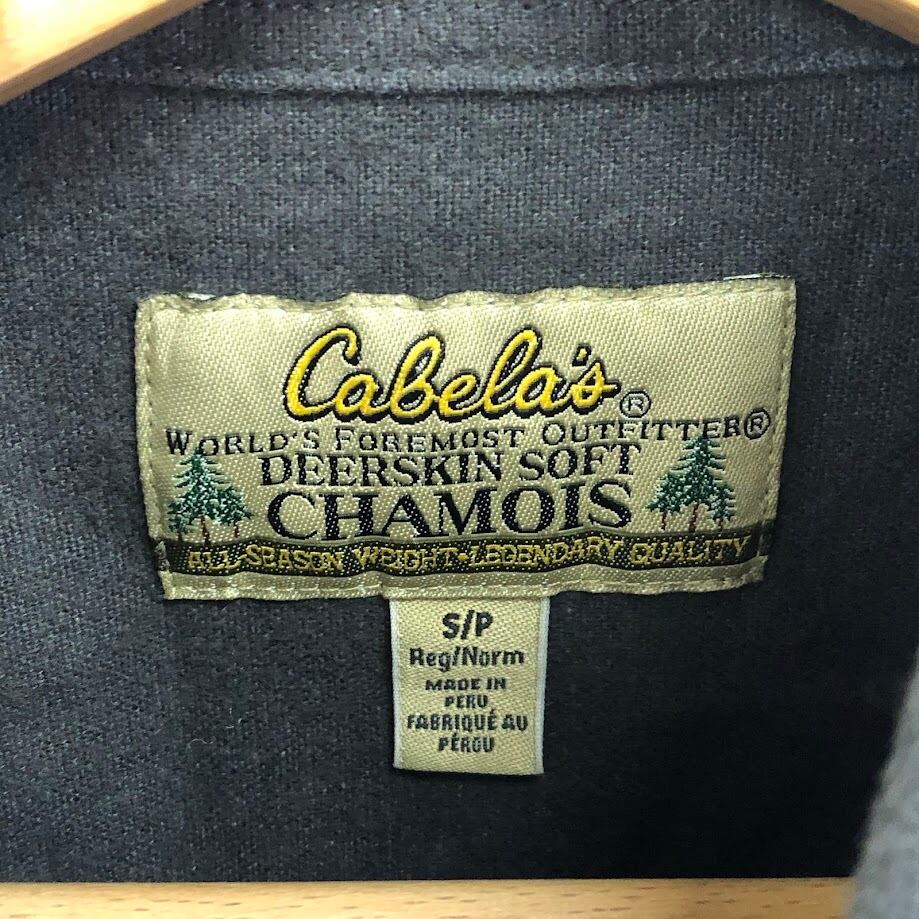 Cabela's®
WORLD'S FOREMOST OUTFITTER®
DEERSKIN SOFT
CHAMOIS
ALL-SEASON WEIGHT•LEGENDARY QUALITY
S/P
Reg/Norm
MADE IN
PERU
FABRIQUÉ AU
PÉROU